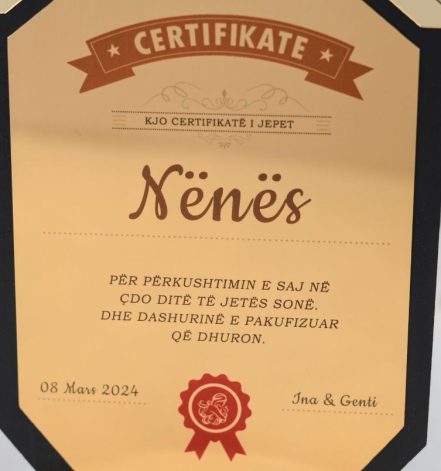 CERTIFIKATE
KJO CERTIFIKATË I JEPET
Nënës
PËR PËRKUSHTIMIN E SAJ NË
ÇDO DITË TË JETËS SONË.
DHE DASHURINË E PAKUFIZUAR
QË DHURON.
08 Mars 2024
Ina & Genti